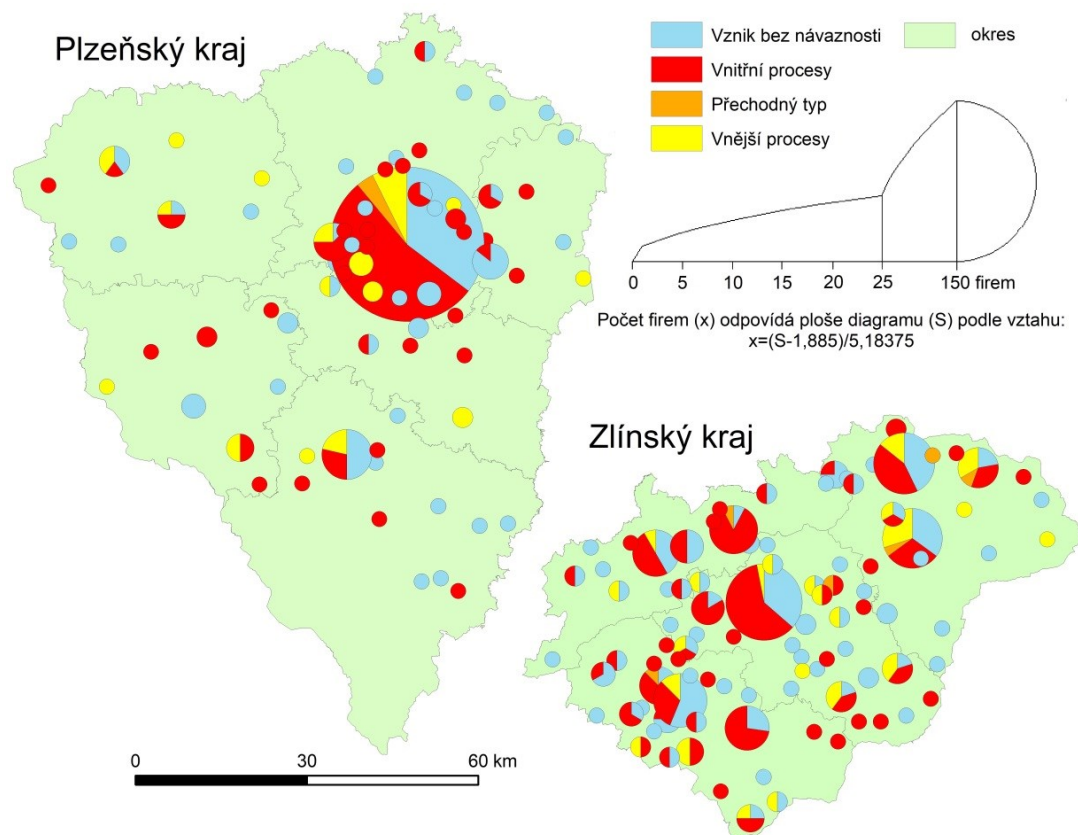 Plzeňský kraj
Vznik bez návaznosti
Vnitřní procesy
Přechodný typ
Vnější procesy
okres
0 5 10 15 20 25 150 firem
Počet firem (x) odpovídá ploše diagramu (S) podle vztahu:
x=(S-1,885)/5,18375
Zlínský kraj
0 30 60 km